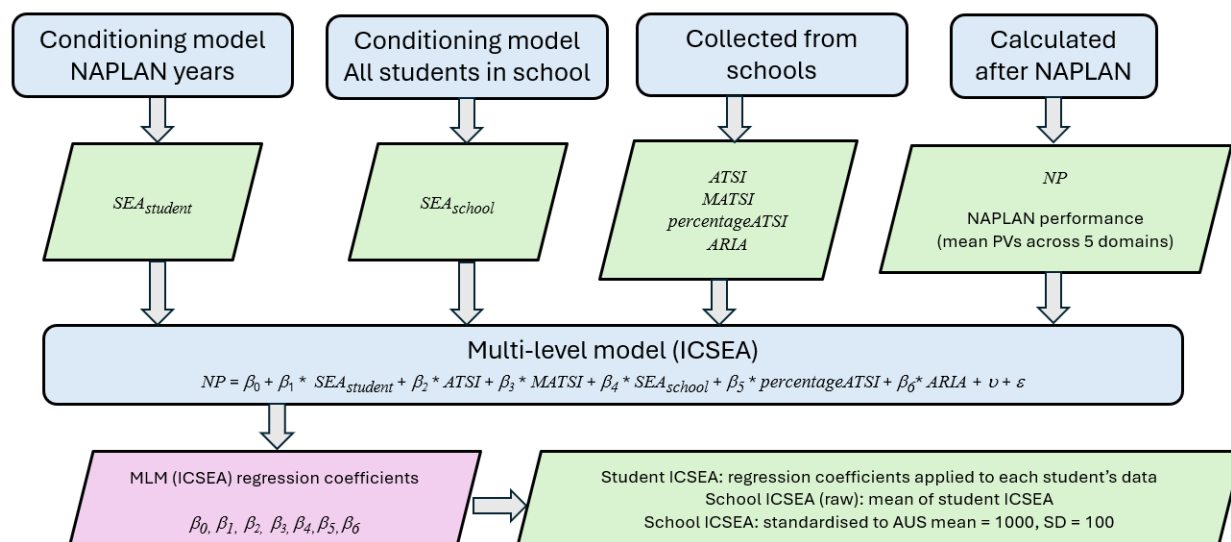 Conditioning model
NAPLAN years
Conditioning model
All students in school
Collected from
schools
Calculated
after NAPLAN
SEAstudent
SEAschool
ATSI
MATSI
percentageATSI
ARIA
NP
NAPLAN performance
(mean PVs across 5 domains)
Multi-level model (ICSEA)
NP = β0 + β1 * SEAstudent + β2 * ATSI + β3 * MATSI + β4 * SEAschool + β5 * percentageATSI + β6* ARIA + υ + ε
MLM (ICSEA) regression coefficients
β0, β1, β2, β3, β4, β5, β6
Student ICSEA: regression coefficients applied to each student’s data
School ICSEA (raw): mean of student ICSEA
School ICSEA: standardised to AUS mean = 1000, SD = 100